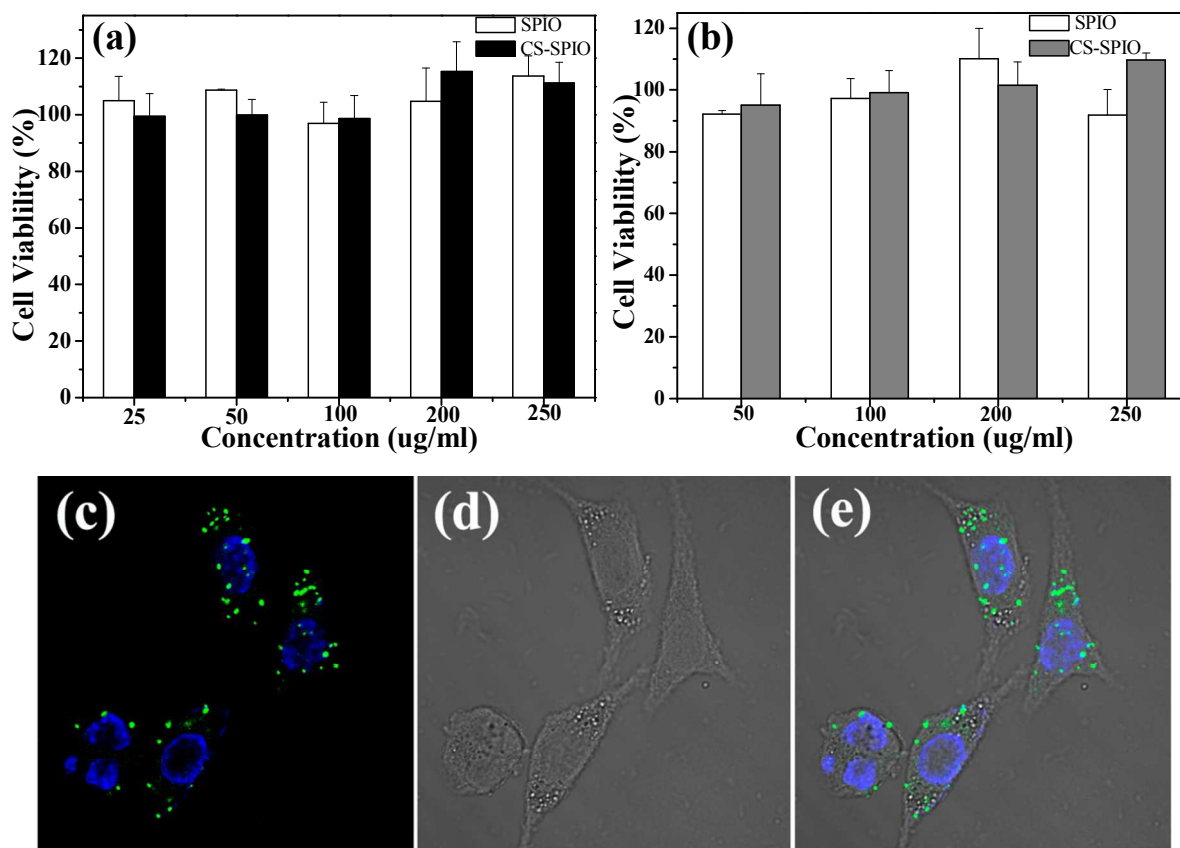 (a)
SPIO
CS-SPIO
120
100
80
60
40
20
0
Cell Viablility (%)
25 50 100 200 250
Concentration (ug/ml)
(b)
SPIO
CS-SPIO
120
100
80
60
40
20
0
Cell Viability (%)
50 100 200 250
Concentration (ug/ml)
(c)
(d)
(e)